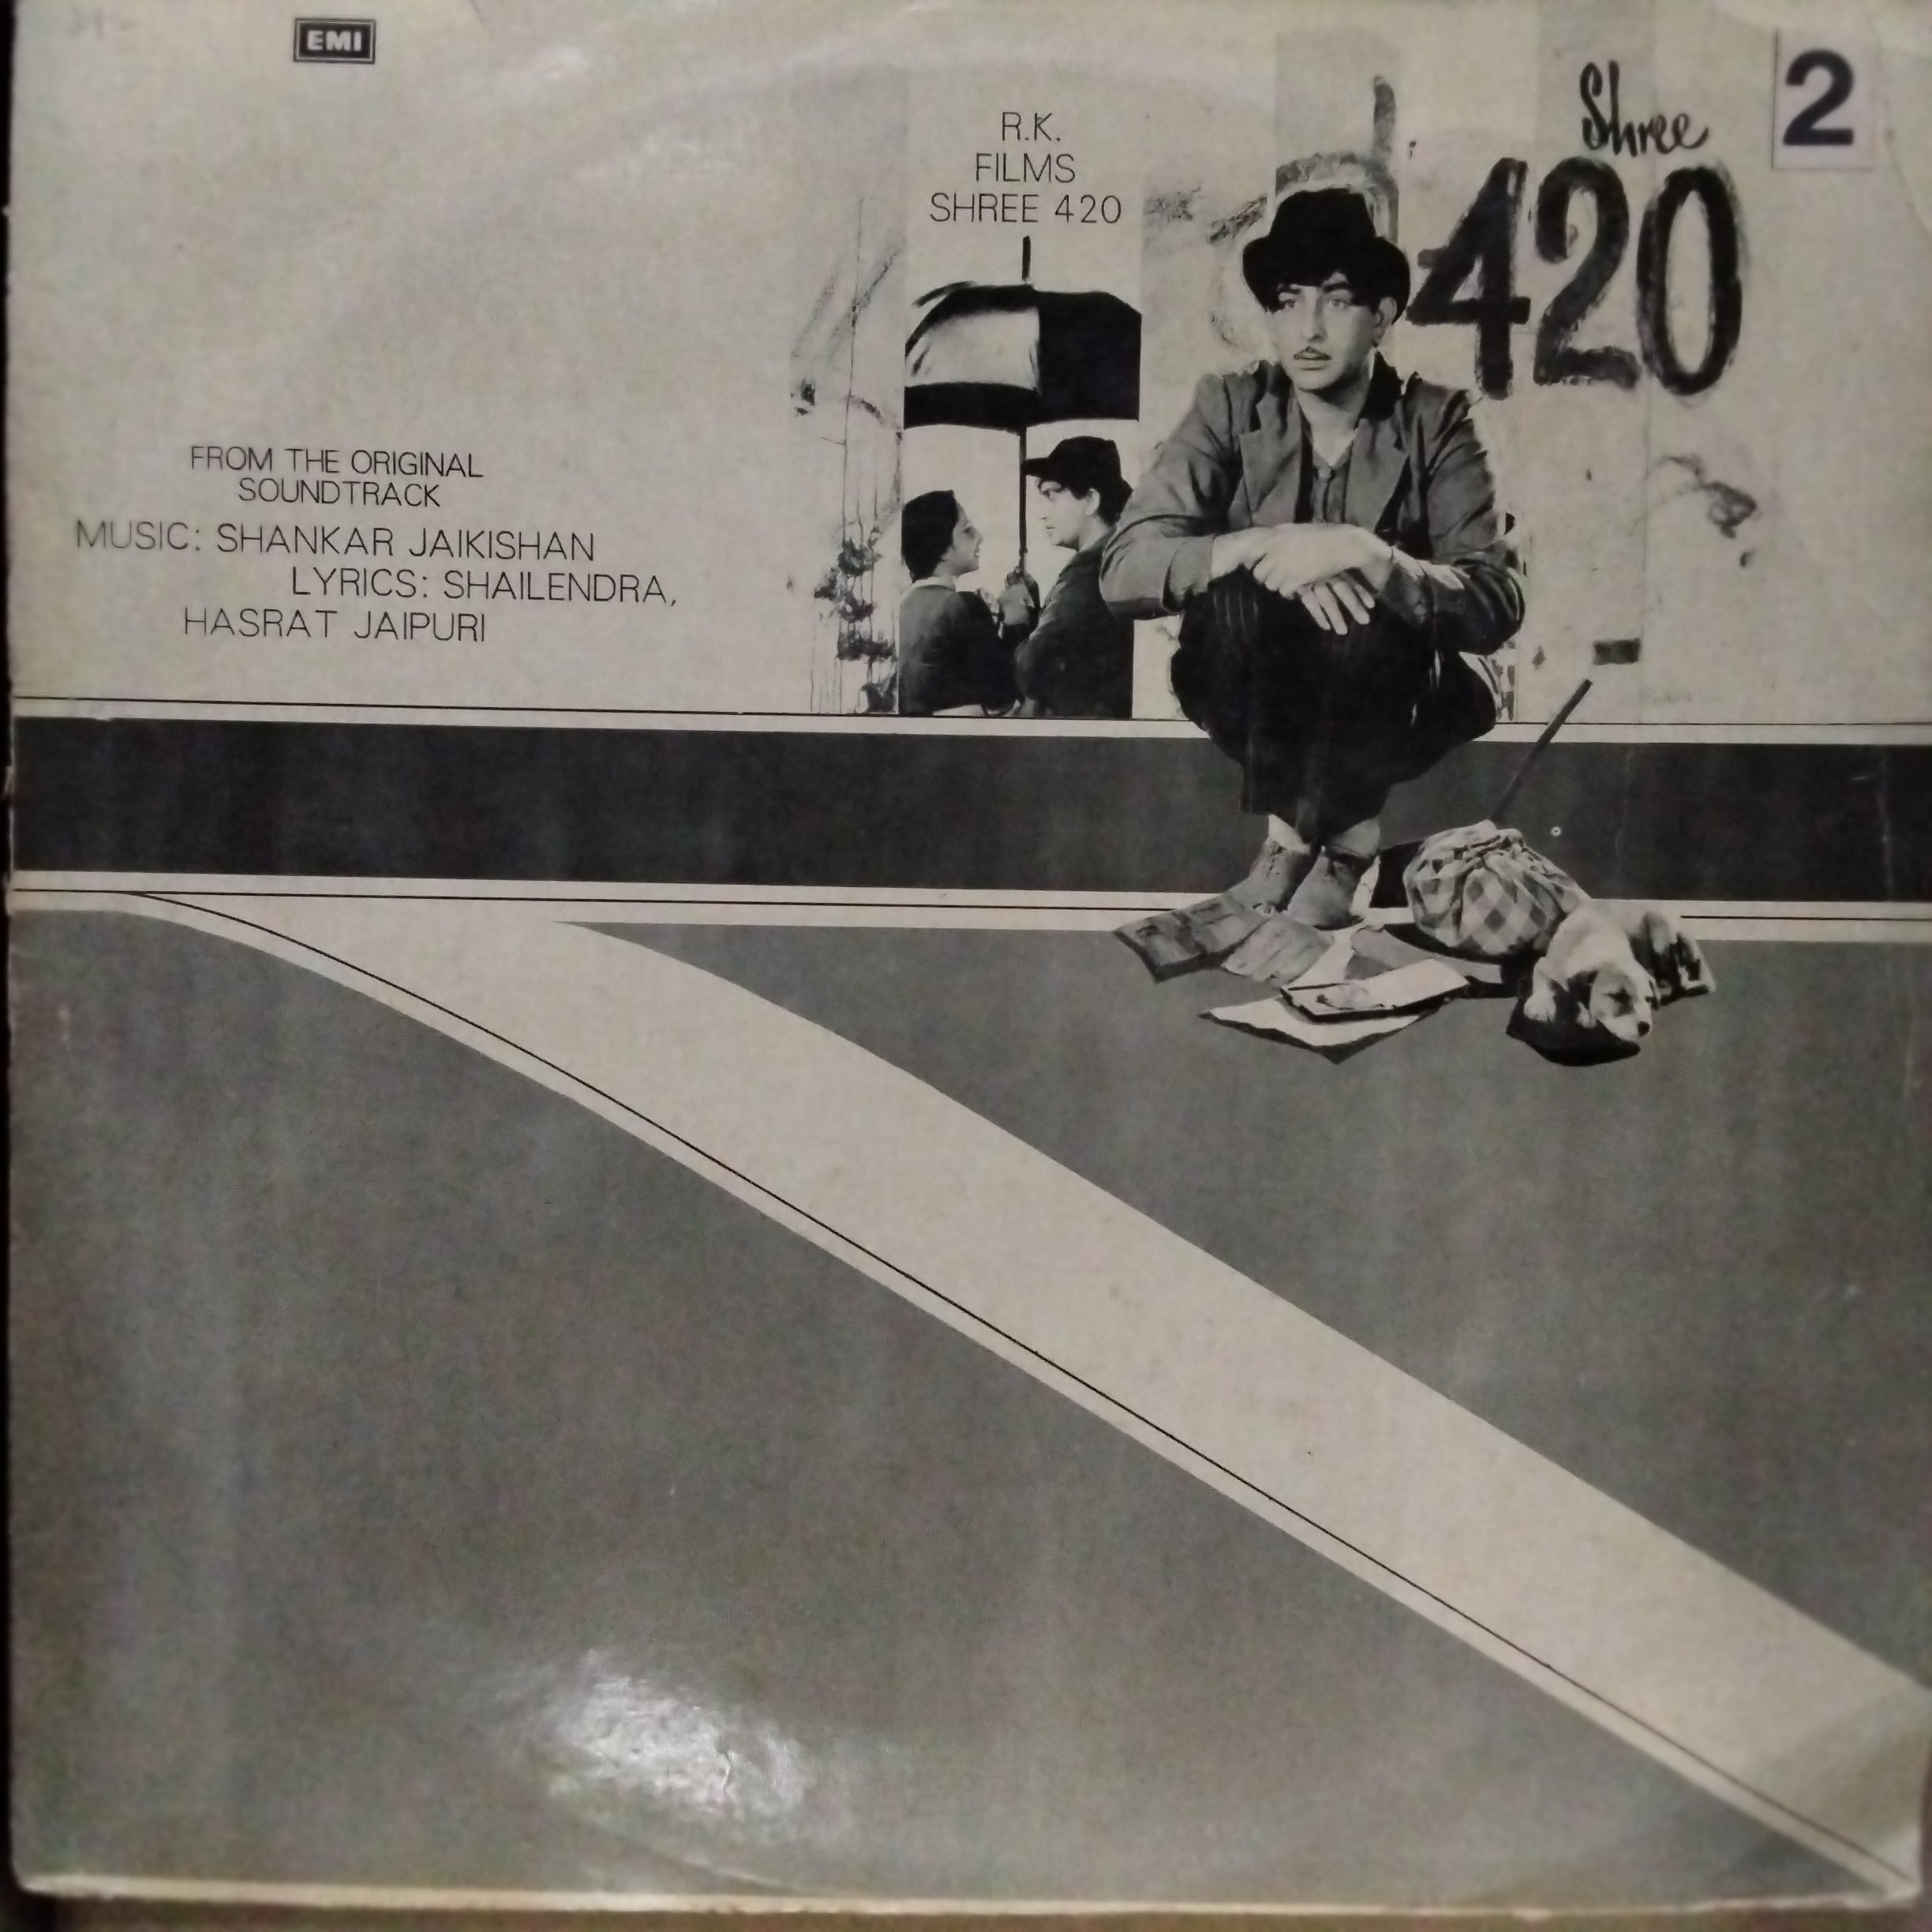 EMI
R.K.
FILMS
SHREE 420
Shree
420
2
FROM THE ORIGINAL
SOUNDTRACK
MUSIC: SHANKAR JAIKISHAN
LYRICS: SHAILENDRA,
HASRAT JAIPURI